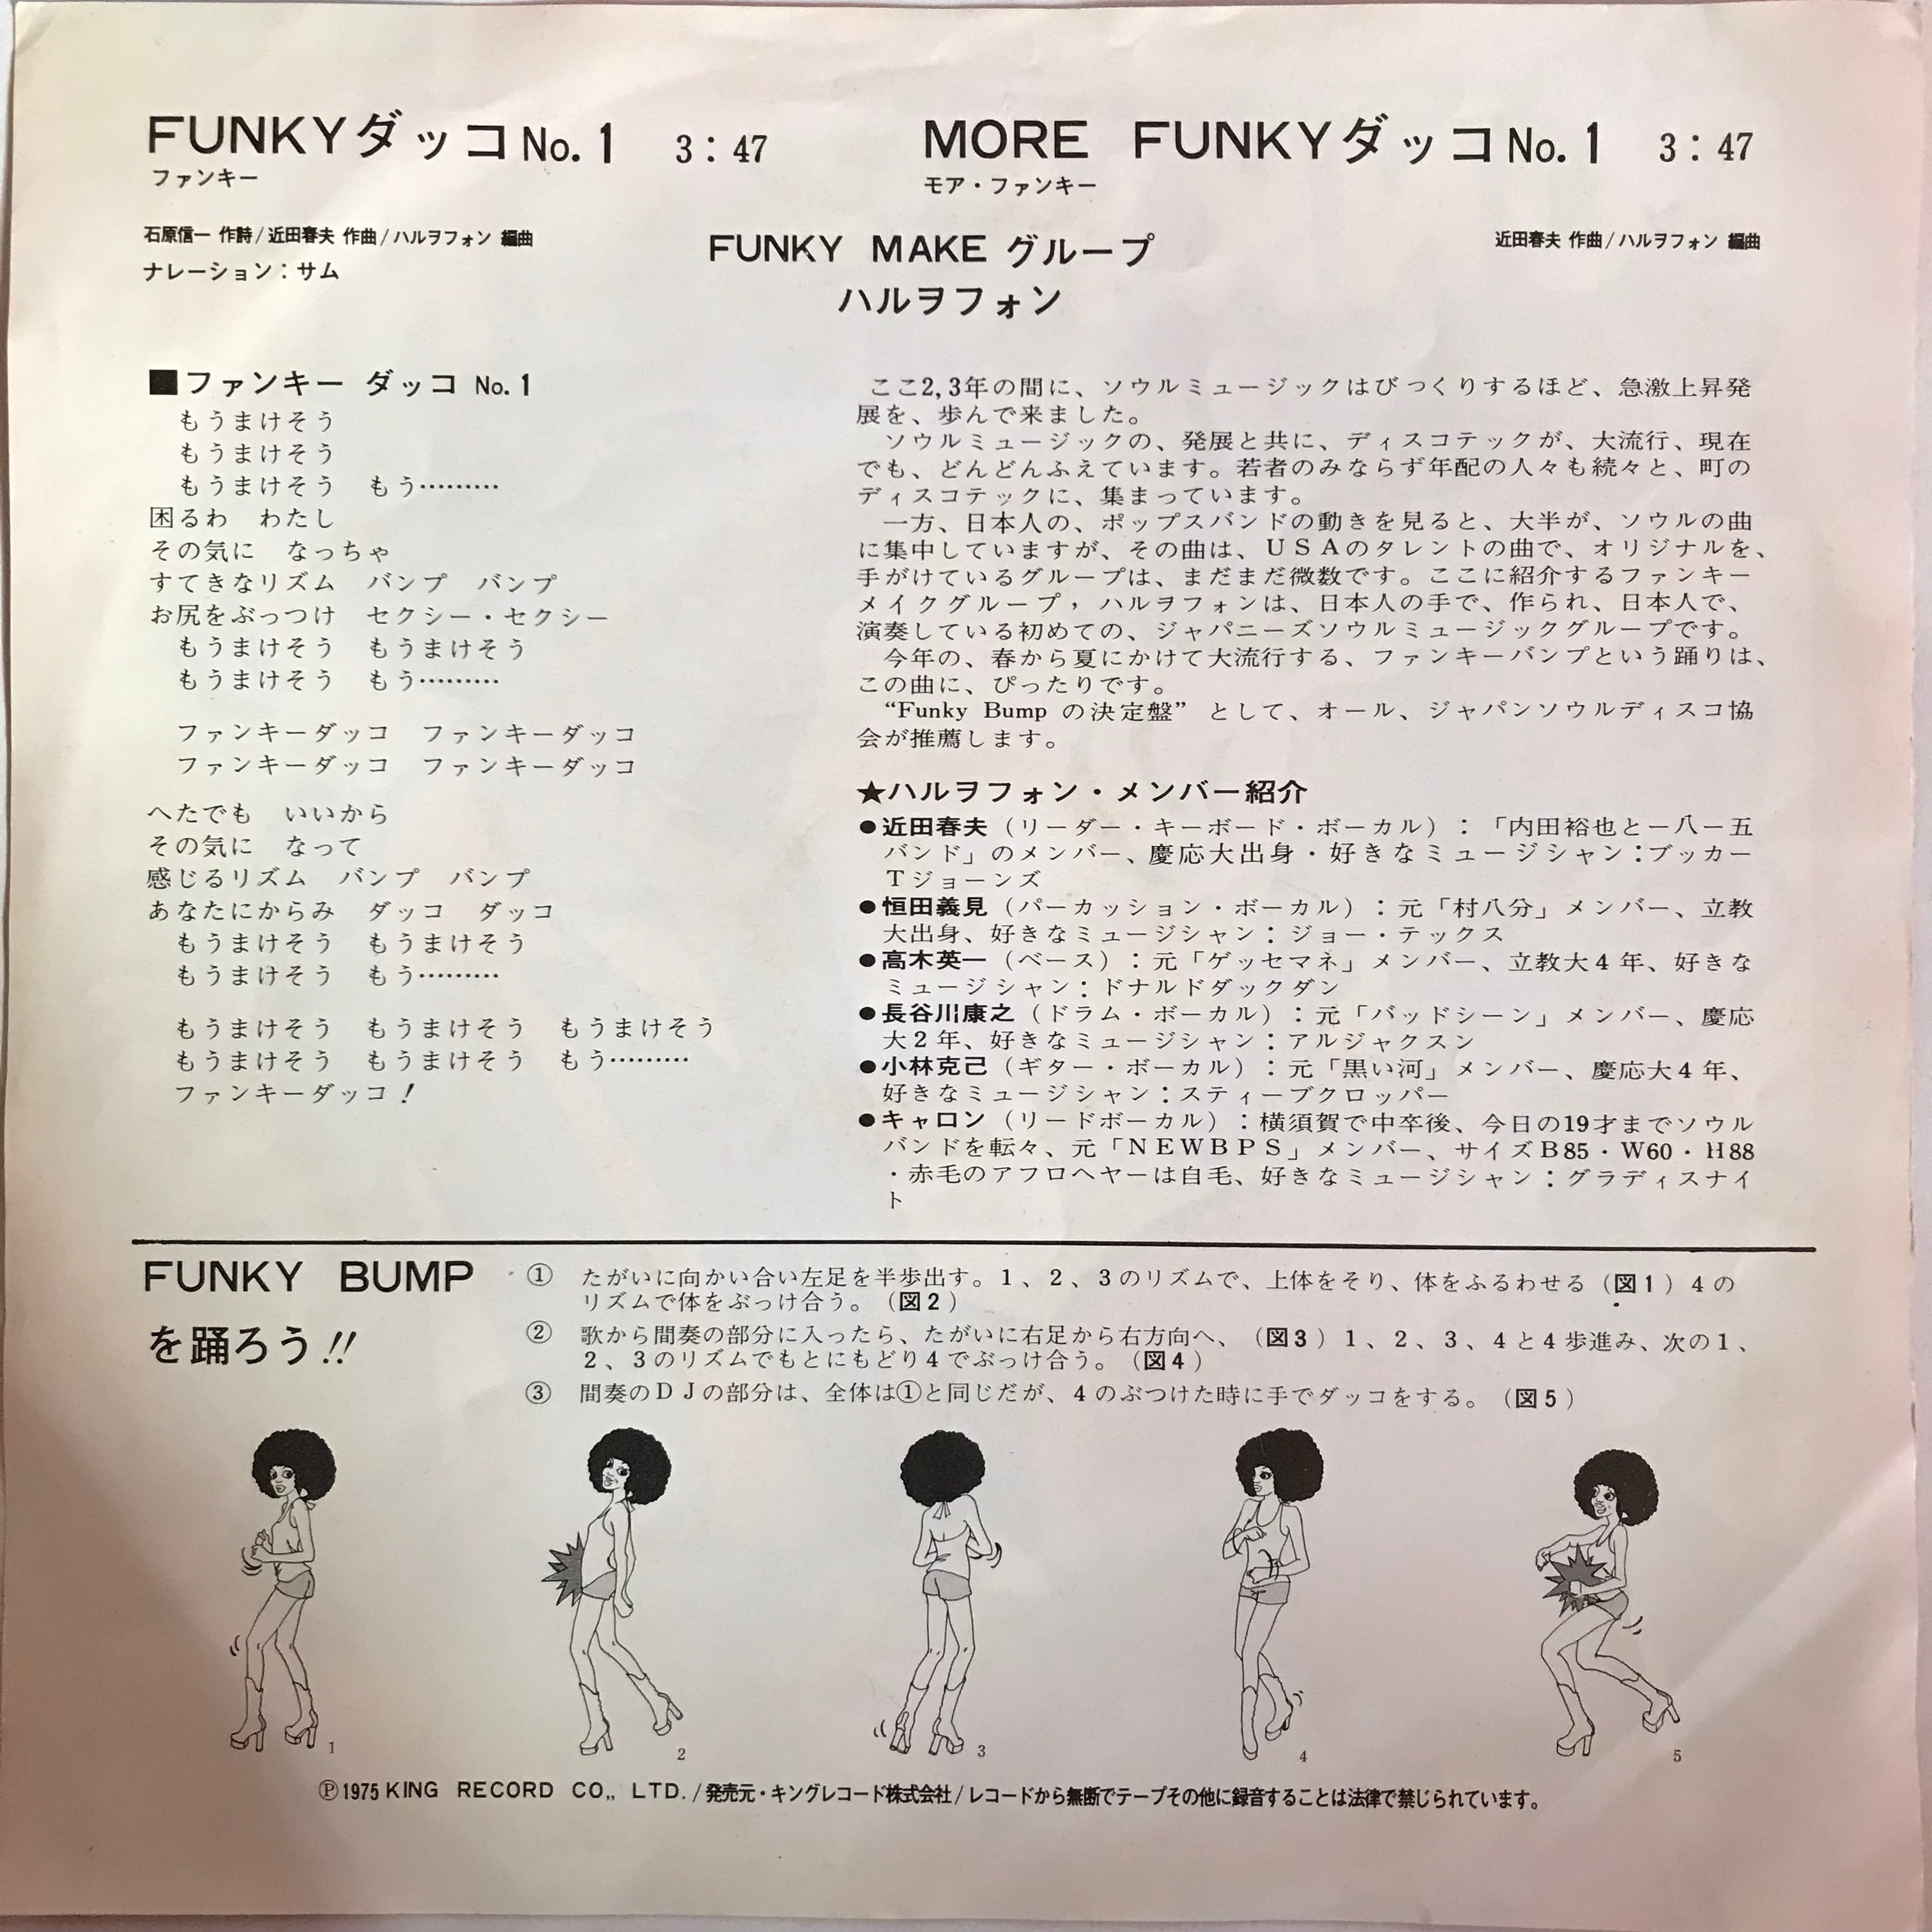 FUNKYダッコNo.1 3:47
ファンキー
石原信一 作詩/近田春夫 作曲/ハルヲフォン 編曲
ナレーション：サム
MORE FUNKYダッコNo.1 3:47
モア・ファンキー
近田春夫 作曲/ハルヲフォン 編曲
FUNKY MAKE グループ
ハルヲフォン
■ファンキー ダッコ No.1
もうまけそう
もうまけそう
もうまけそう もう………
困るわ わたし
その気に なっちゃ
すてきなリズム バンプ バンプ
お尻をぶっつけ セクシー・セクシー
もうまけそう もうまけそう
もうまけそう もう………
ファンキーダッコ ファンキーダッコ
ファンキーダッコ ファンキーダッコ
へたでも いいから
その気に なって
感じるリズム バンプ バンプ
あなたにからみ ダッコ ダッコ
もうまけそう もうまけそう
もうまけそう もう………
もうまけそう もうまけそう もうまけそう
もうまけそう もうまけそう もう………
ファンキーダッコ！
ここ2,3年の間に、ソウルミュージックはびっくりするほど、急激上昇発
展を、歩んで来ました。
ソウルミュージックの、発展と共に、ディスコテックが、大流行、現在
でも、どんどんふえています。若者のみならず年配の人々も続々と、町の
ディスコテックに、集まっています。
一方、日本人の、ポップスバンドの動きを見ると、大半が、ソウルの曲
に集中していますが、その曲は、USAのタレントの曲で、オリジナルを、
手がけているグループは、まだまだ微数です。ここに紹介するファンキー
メイクグループ，ハルヲフォンは、日本人の手で、作られ、日本人で、
演奏している初めての、ジャパニーズソウルミュージックグループです。
今年の、春から夏にかけて大流行する、ファンキーバンプという踊りは、
この曲に、ぴったりです。
“Funky Bump の決定盤” として、オール、ジャパンソウルディスコ協
会が推薦します。
★ハルヲフォン・メンバー紹介
●近田春夫（リーダー・キーボード・ボーカル）：「内田裕也と一八一五
バンド」のメンバー、慶応大出身・好きなミュージシャン：ブッカー
Tジョーンズ
●恒田義見（パーカッション・ボーカル）：元「村八分」メンバー、立教
大出身、好きなミュージシャン：ジョー・テックス
●高木英一（ベース）：元「ゲッセマネ」メンバー、立教大4年、好きな
ミュージシャン：ドナルドダックダン
●長谷川康之（ドラム・ボーカル）：元「バッドシーン」メンバー、慶応
大2年、好きなミュージシャン：アルジャクスン
●小林克己（ギター・ボーカル）：元「黒い河」メンバー、慶応大4年、
好きなミュージシャン：スティーブクロッパー
●キャロン（リードボーカル）：横須賀で中卒後、今日の19才までソウル
バンドを転々、元「NEWBPS」メンバー、サイズB85・W60・H88
・赤毛のアフロヘヤーは自毛、好きなミュージシャン：グラディスナイ
ト
FUNKY BUMP
を踊ろう!!
① たがいに向かい合い左足を半歩出す。1、2、3のリズムで、上体をそり、体をふるわせる（図1）4の
リズムで体をぶっけ合う。（図2）
② 歌から間奏の部分に入ったら、たがいに右足から右方向へ、（図3）1、2、3、4と4歩進み、次の1、
2、3のリズムでもとにもどり4でぶっけ合う。（図4）
③ 間奏のDJの部分は、全体は①と同じだが、4のぶつけた時に手でダッコをする。（図5）
1
2
3
4
5
Ⓟ1975 KING RECORD CO,, LTD./発売元・キングレコード株式会社/レコードから無断でテープその他に録音することは法律で禁じられています。